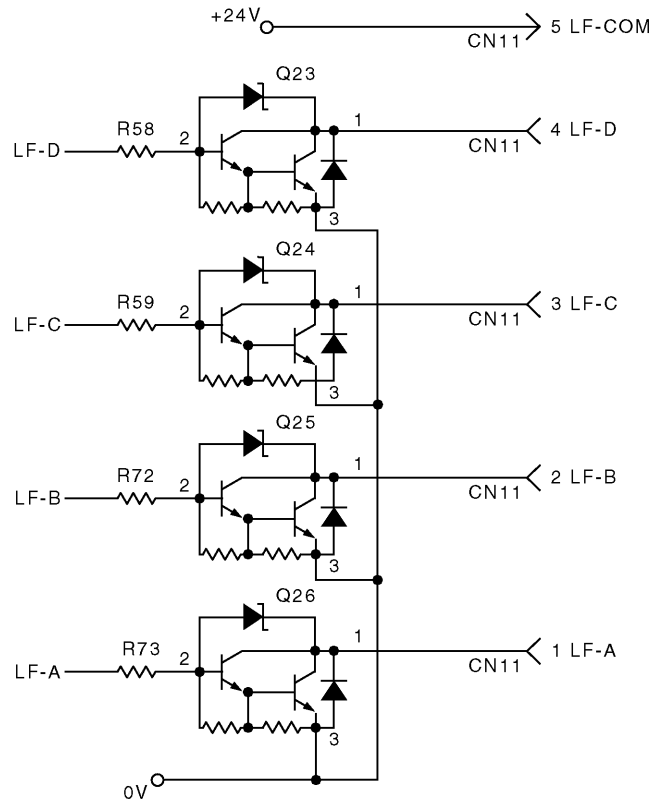 +24V
CN11
5 LF-COM
Q23
R58
2
1
LF-D
CN11
4 LF-D
3
Q24
R59
2
1
LF-C
CN11
3 LF-C
3
Q25
R72
2
1
LF-B
CN11
2 LF-B
3
Q26
R73
2
1
LF-A
CN11
1 LF-A
3
0V